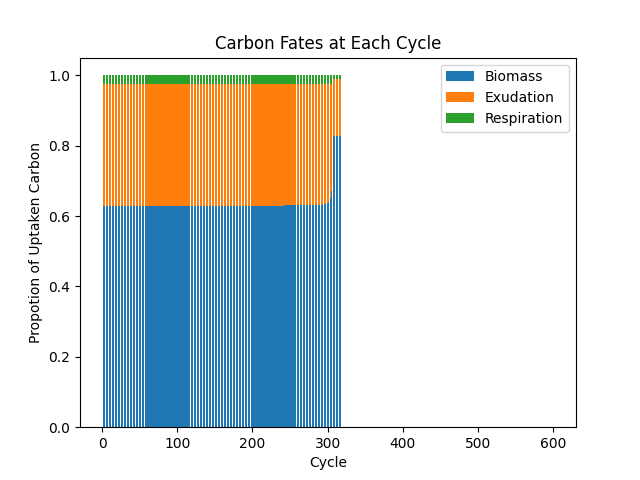 Carbon Fates at Each Cycle
Biomass
Exudation
Respiration
1.0
0.8
0.6
0.4
0.2
0.0
Propotion of Uptaken Carbon
0 100 200 300 400 500 600
Cycle